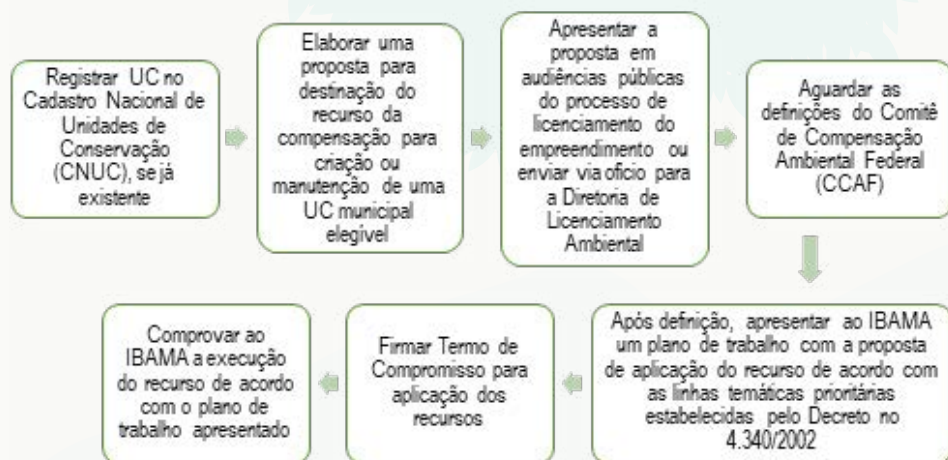 Registrar UC no
Cadastro Nacional de
Unidades de
Conservação
(CNUC), se já
existente
Elaborar uma
proposta para
destinação do
recurso da
compensação para
criação ou
manutenção de uma
UC municipal
elegível
Apresentar a
proposta em
audiências públicas
do processo de
licenciamento do
empreendimento ou
enviar via ofício para
a Diretoria de
Licenciamento
Ambiental
Aguardar as
definições do Comitê
de Compensação
Ambiental Federal
(CCAF)
Após definição, apresentar ao IBAMA
um plano de trabalho com a proposta
de aplicação do recurso de acordo com
as linhas temáticas prioritárias
estabelecidas pelo Decreto no
4.340/2002
Firmar Termo de
Compromisso para
aplicação dos
recursos
Comprovar ao
IBAMA a execução
do recurso de acordo
com o plano de
trabalho apresentado